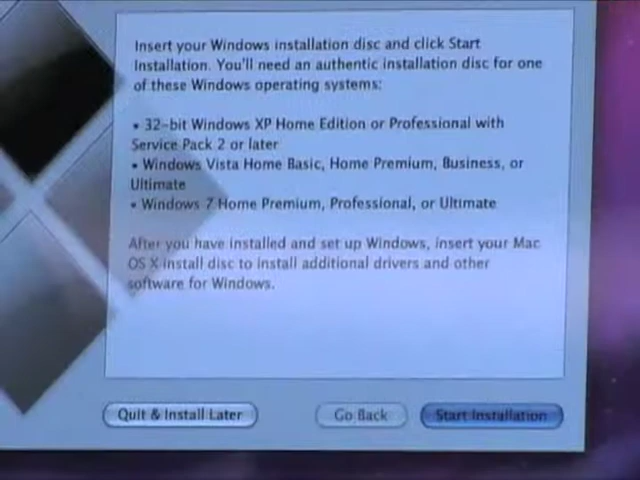 Insert your Windows installation disc and click Start
Installation. You'll need an authentic installation disc for one
of these Windows operating systems:
• 32-bit Windows XP Home Edition or Professional with
Service Pack 2 or later
• Windows Vista Home Basic, Home Premium, Business, or
Ultimate
• Windows 7 Home Premium, Professional, or Ultimate
After you have installed and set up Windows, insert your Mac
OS X install disc to install additional drivers and other
software for Windows.
Quit & Install Later
Go Back
Start Installation